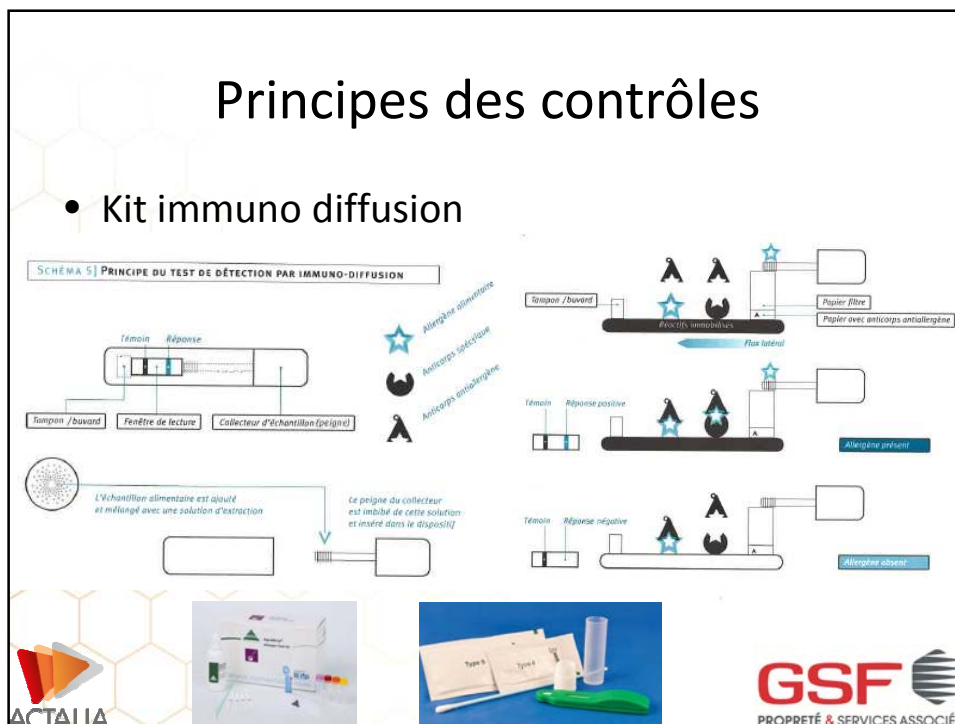 Principes des contrôles
• Kit immuno diffusion
SCHÉMA 5] PRINCIPE DU TEST DE DÉTECTION PAR IMMUNO-DIFFUSION
Témoin Réponse
Tampon /buvard
Fenêtre de lecture
Collecteur d'échantillon (peigne)
Allergène alimentaire
Anticorps spécifique
Anticorps antiallergène
L'échantillon alimentaire est ajouté
et mélangé avec une solution d'extraction
Le peigne du collecteur
est imbibé de cette solution
et inséré dans le dispositif
Tampon /buvard
Réactifs immobilisés
Papier filtre
A
Papier avec anticorps antiallergène
Flux latéral
Témoin Réponse positive
A
Allergène présent
Témoin Réponse négative
A
Allergène absent
Type
Type
ACTALIA
GSF
PROPRETÉ & SERVICES ASSOCIÉ